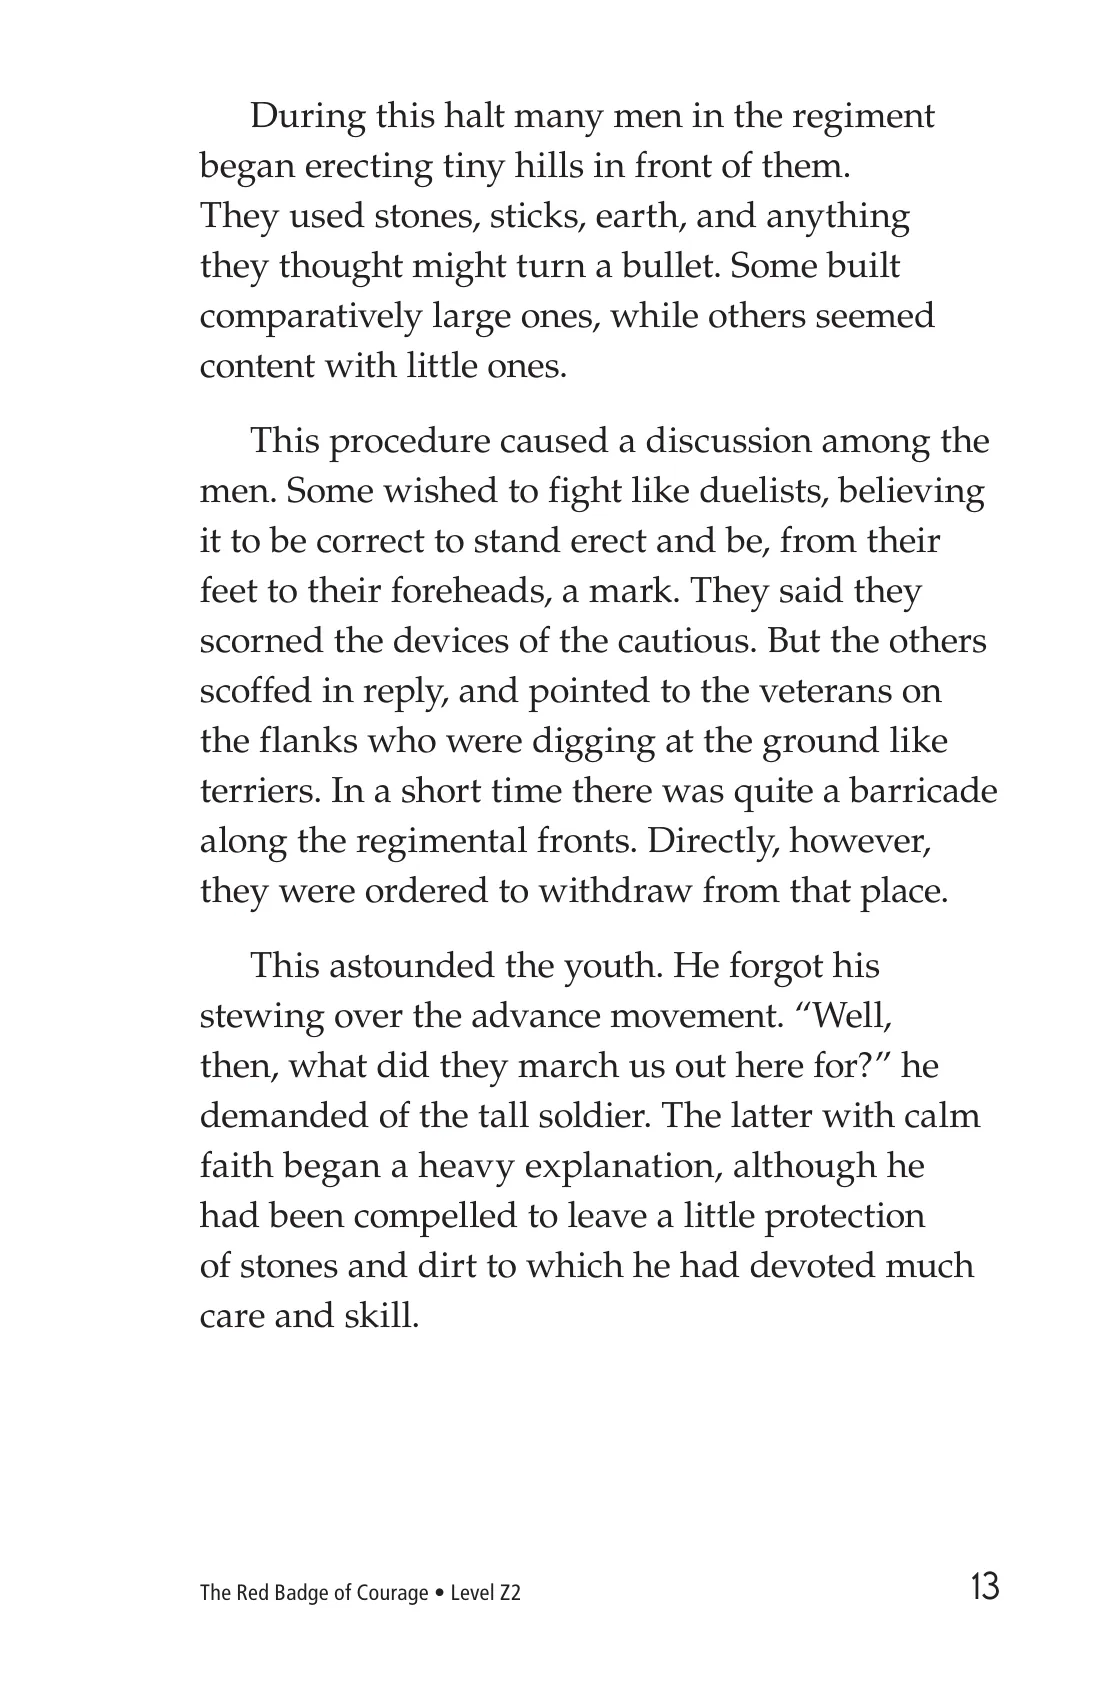 During this halt many men in the regiment
began erecting tiny hills in front of them.
They used stones, sticks, earth, and anything
they thought might turn a bullet. Some built
comparatively large ones, while others seemed
content with little ones.
This procedure caused a discussion among the
men. Some wished to fight like duelists, believing
it to be correct to stand erect and be, from their
feet to their foreheads, a mark. They said they
scorned the devices of the cautious. But the others
scoffed in reply, and pointed to the veterans on
the flanks who were digging at the ground like
terriers. In a short time there was quite a barricade
along the regimental fronts. Directly, however,
they were ordered to withdraw from that place.
This astounded the youth. He forgot his
stewing over the advance movement. “Well,
then, what did they march us out here for?” he
demanded of the tall soldier. The latter with calm
faith began a heavy explanation, although he
had been compelled to leave a little protection
of stones and dirt to which he had devoted much
care and skill.
The Red Badge of Courage • Level Z2 13